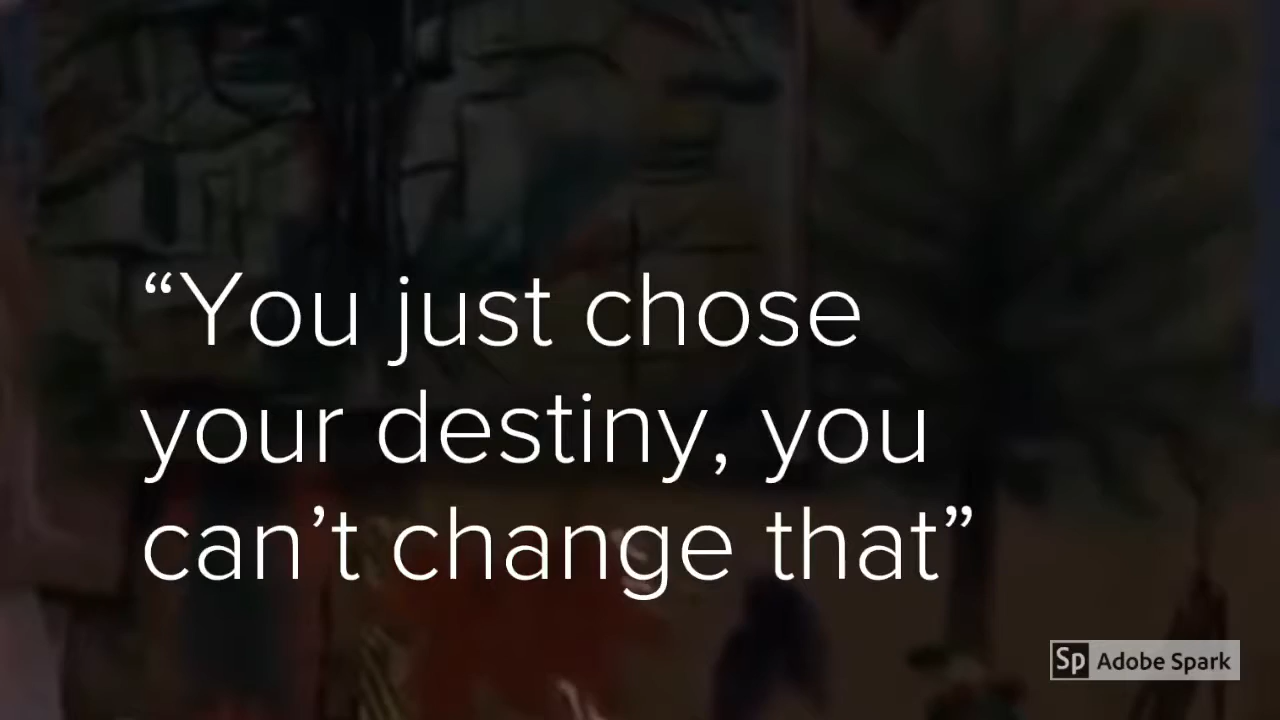 “You just chose
your destiny, you
can’t change that”
Sp Adobe Spark